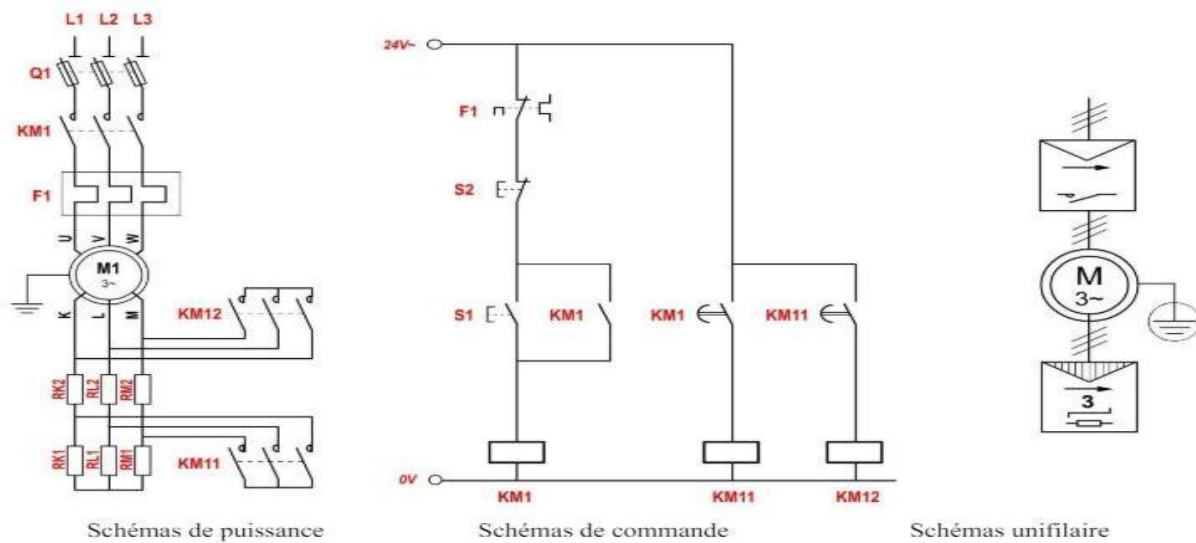 L1 L2 L3
Q1
KM1
F1
U V W
M1
3~
K L M
KM12
RK2 RL2 RM2
RK1 RL1 RM1
KM11
24V~
F1
S2
S1 KM1 KM1 KM11
0V
KM1 KM11 KM12
M
3~
3
Schémas de puissance Schémas de commande Schémas unifilaire